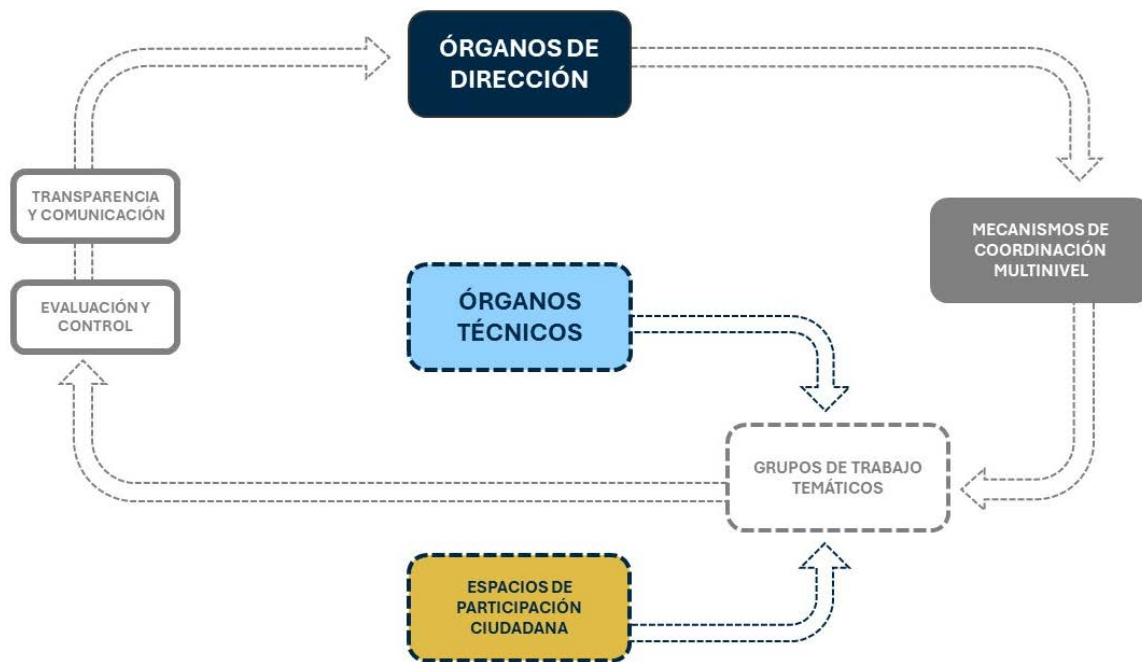 ÓRGANOS DE
DIRECCIÓN
TRANSPARENCIA
Y COMUNICACIÓN
MECANISMOS DE
COORDINACIÓN
MULTINIVEL
EVALUACIÓN Y
CONTROL
ÓRGANOS
TÉCNICOS
GRUPOS DE TRABAJO
TEMÁTICOS
ESPACIOS DE
PARTICIPACIÓN
CIUDADANA